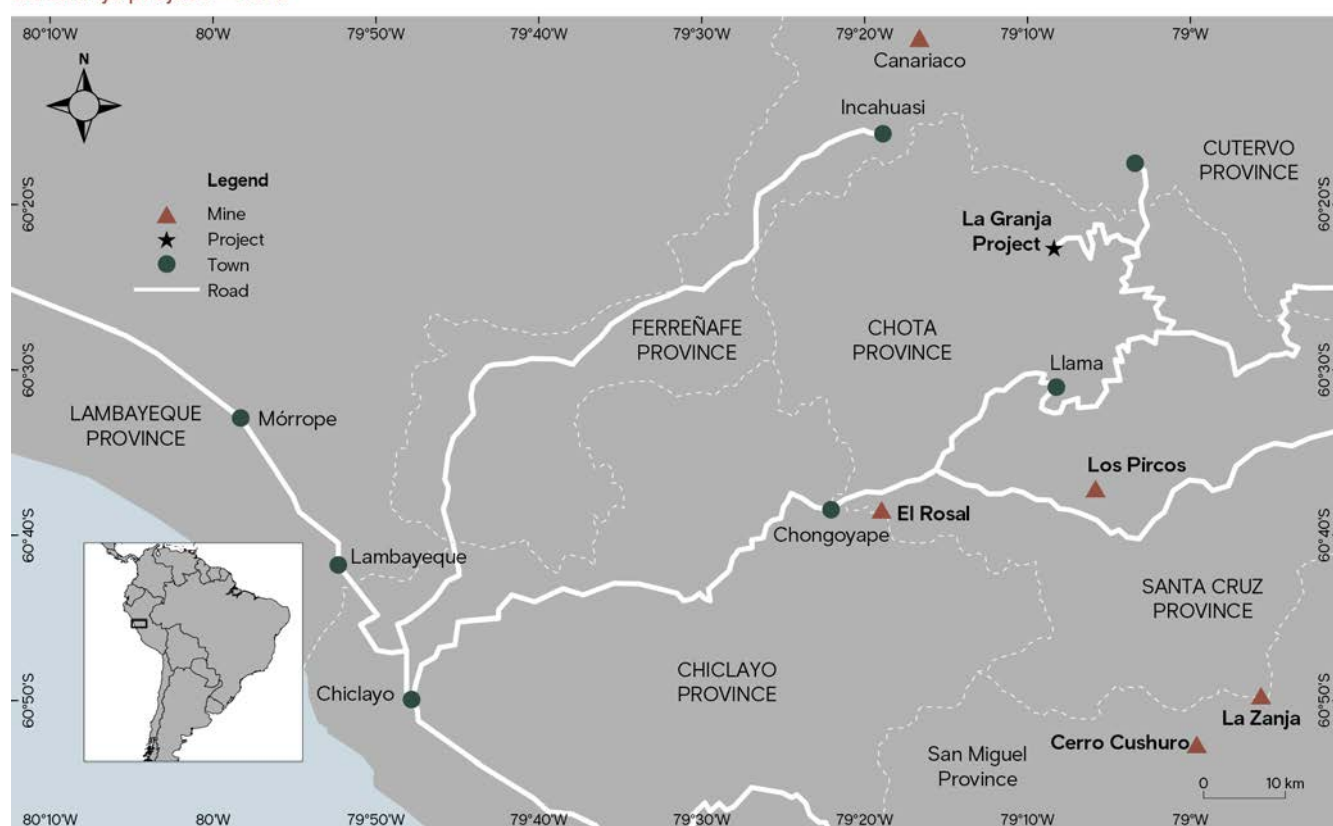 80°10'W 80°W 79°50'W 79°40'W 79°30'W 79°20'W 79°10'W 79°W
N
Canariaco
Incahuasi
CUTERVO
PROVINCE
60°20'S
60°20'S
Legend
Mine
Project
Town
Road
La Granja
Project
FERREÑAFE
PROVINCE
CHOTA
PROVINCE
60°30'S
60°30'S
Llama
LAMBAYEQUE
PROVINCE
Mórrope
Los Pircos
El Rosal
Chongoyape
60°40'S
60°40'S
Lambayeque
SANTA CRUZ
PROVINCE
CHICLAYO
PROVINCE
Chiclayo
60°50'S
60°50'S
La Zanja
Cerro Cushuro
San Miguel
Province
0 10 km
80°10'W 80°W 79°50'W 79°40'W 79°30'W 79°20'W 79°10'W 79°W